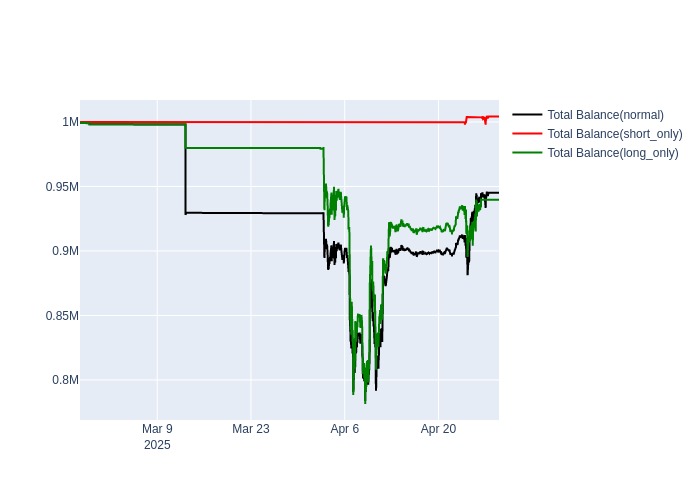 Total Balance(normal)
Total Balance(short_only)
Total Balance(long_only)
1M
0.95M
0.9M
0.85M
0.8M
Mar 9
2025
Mar 23
Apr 6
Apr 20